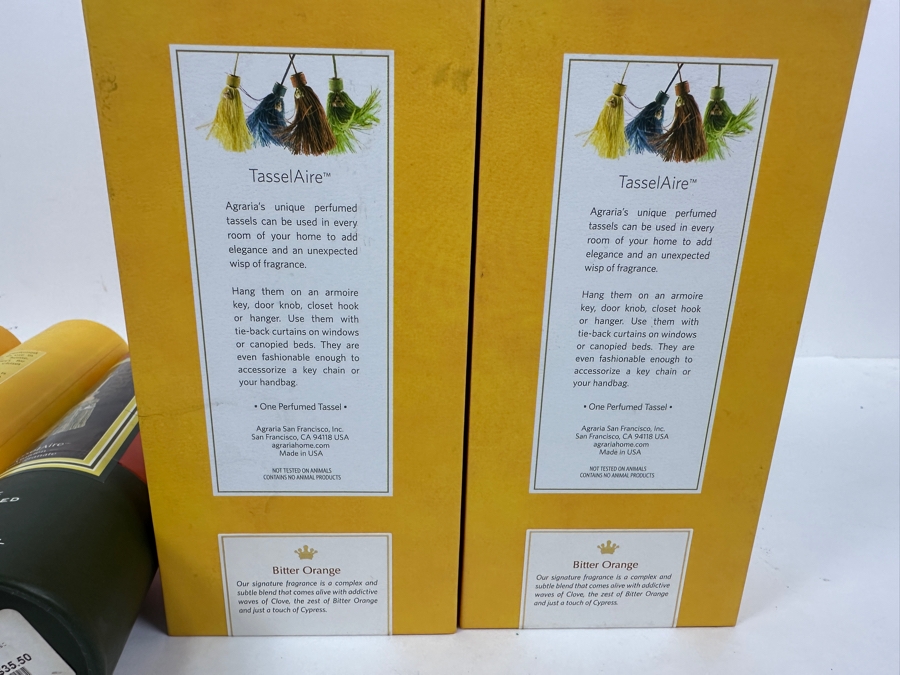 TasselAire™
Agraria's unique perfumed
tassels can be used in every
room of your home to add
elegance and an unexpected
wisp of fragrance.
Hang them on an armoire
key, door knob, closet hook
or hanger. Use them with
tie-back curtains on windows
or canopied beds. They are
even fashionable enough to
accessorize a key chain or
your handbag.
• One Perfumed Tassel •
Agraria San Francisco, Inc.
San Francisco, CA 94118 USA
agrariahome.com
Made in USA
NOT TESTED ON ANIMALS
CONTAINS NO ANIMAL PRODUCTS
Bitter Orange
Our signature fragrance is a complex and
subtle blend that comes alive with addictive
waves of Clove, the zest of Bitter Orange
and just a touch of Cypress.
TasselAire™
Agraria's unique perfumed
tassels can be used in every
room of your home to add
elegance and an unexpected
wisp of fragrance.
Hang them on an armoire
key, door knob, closet hook
or hanger. Use them with
tie-back curtains on windows
or canopied beds. They are
even fashionable enough to
accessorize a key chain or
your handbag.
• One Perfumed Tassel •
Agraria San Francisco, Inc.
San Francisco, CA 94118 USA
agrariahome.com
Made in USA
NOT TESTED ON ANIMALS
CONTAINS NO ANIMAL PRODUCTS
Bitter Orange
Our signature fragrance is a complex and
subtle blend that comes alive with addictive
waves of Clove, the zest of Bitter Orange
and just a touch of Cypress.
$35.50